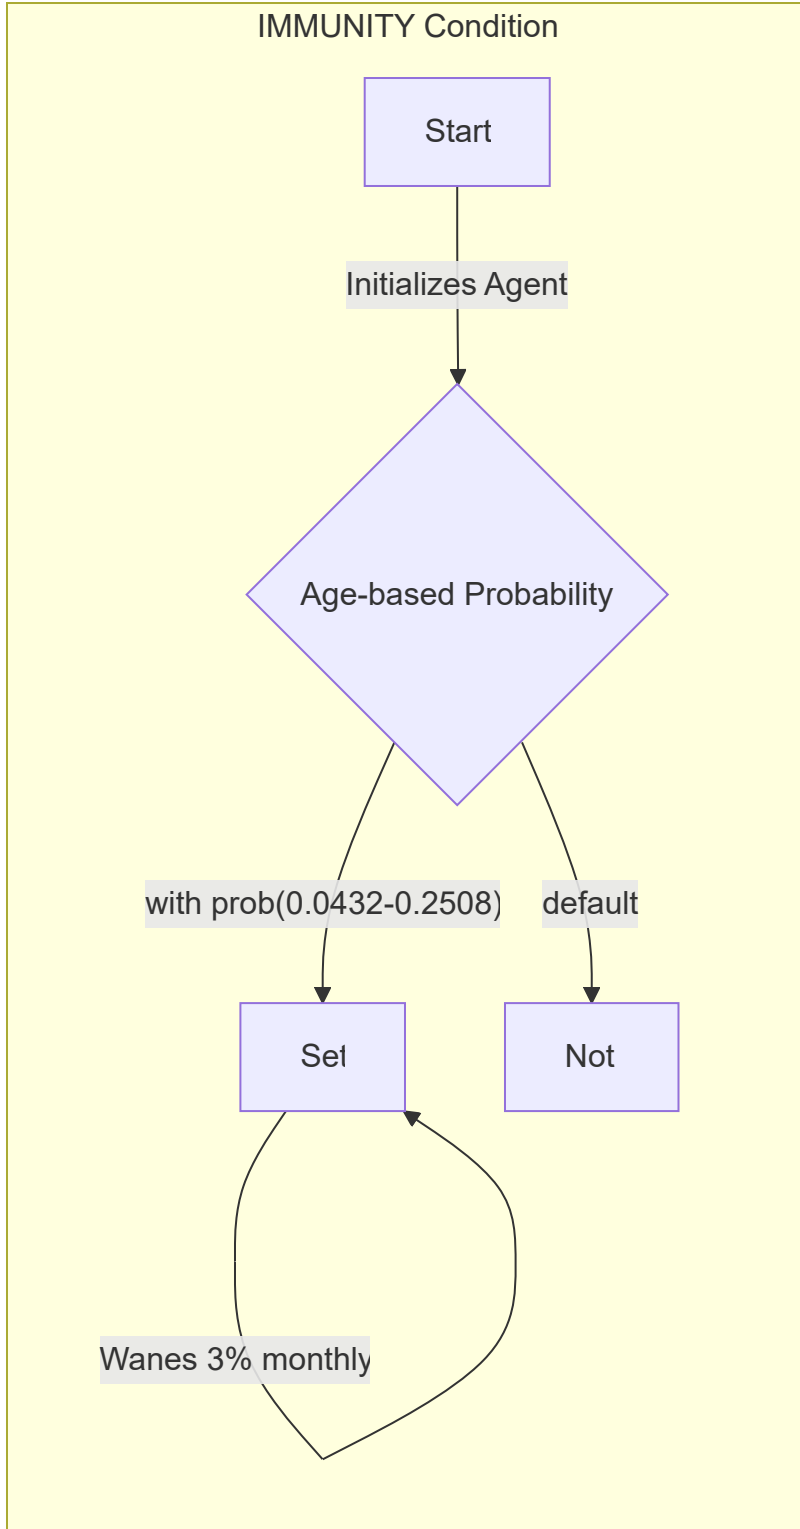 IMMUNITY Condition
Start
Initializes Agent
Age-based Probability
with prob(0.0432-0.2508)
default
Set
Not
Wanes 3% monthly